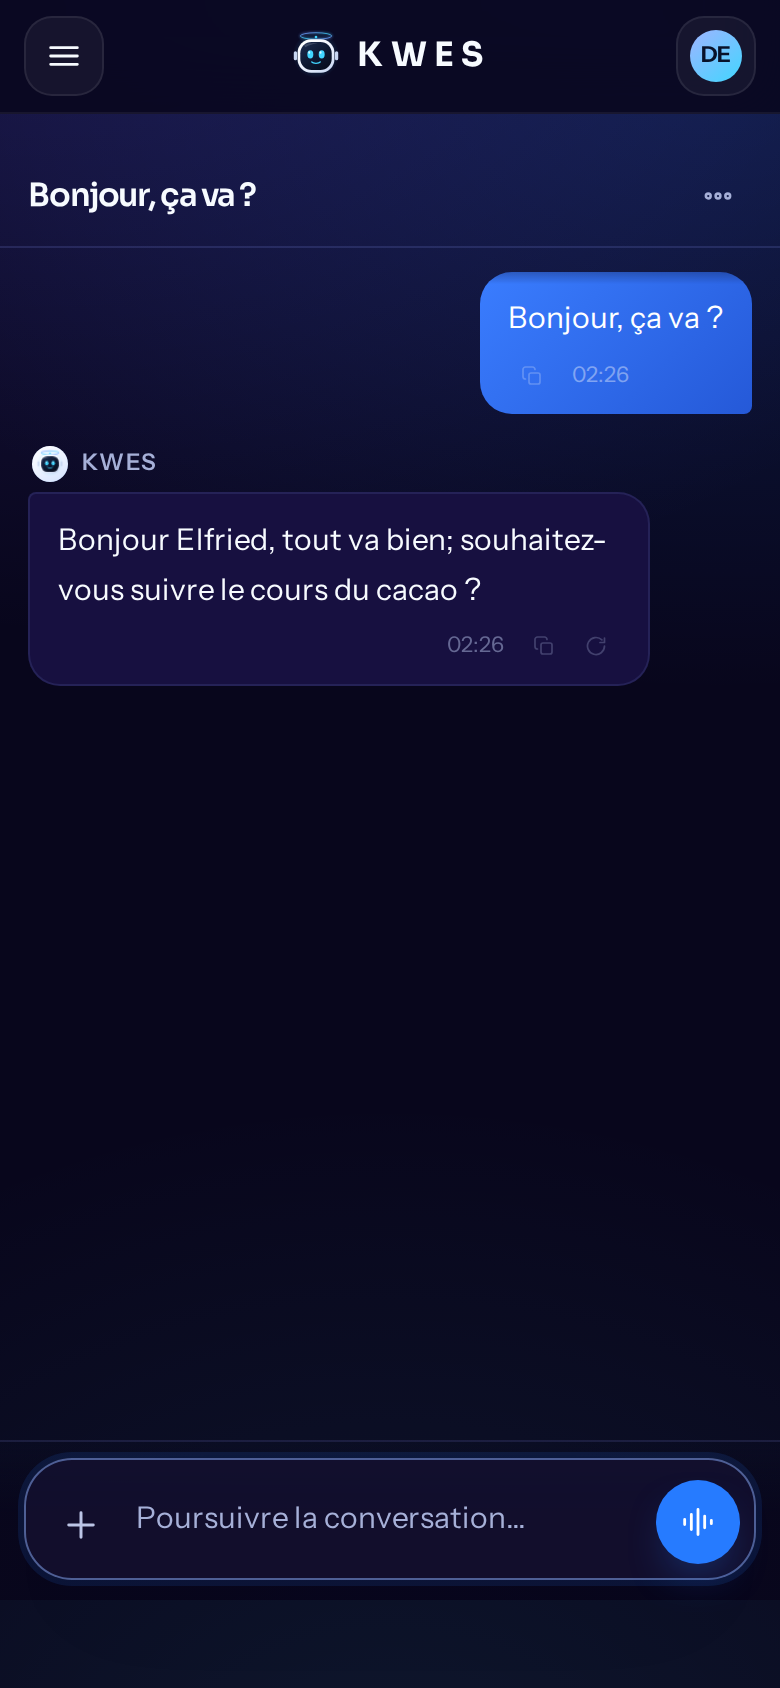 KWES
DE
Bonjour, ça va ?
Bonjour, ça va ?
02:26
KWES
Bonjour Elfried, tout va bien; souhaitez-
vous suivre le cours du cacao ?
02:26
Poursuivre la conversation...